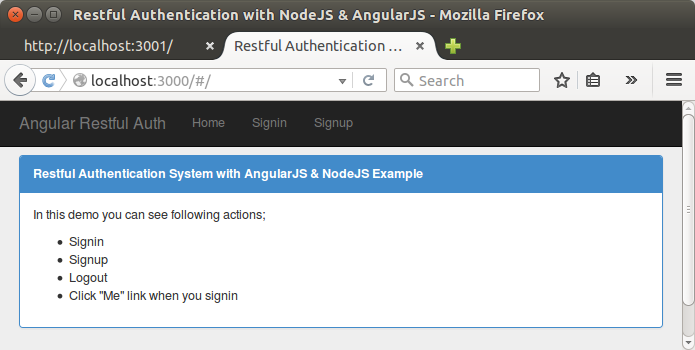 Restful Authentication with NodeJS & AngularJS - Mozilla Firefox
http://localhost:3001/ Restful Authentication ...
localhost:3000/#/ Search
Angular Restful Auth Home Signin Signup
Restful Authentication System with AngularJS & NodeJS Example
In this demo you can see following actions;
Signin
Signup
Logout
Click "Me" link when you signin